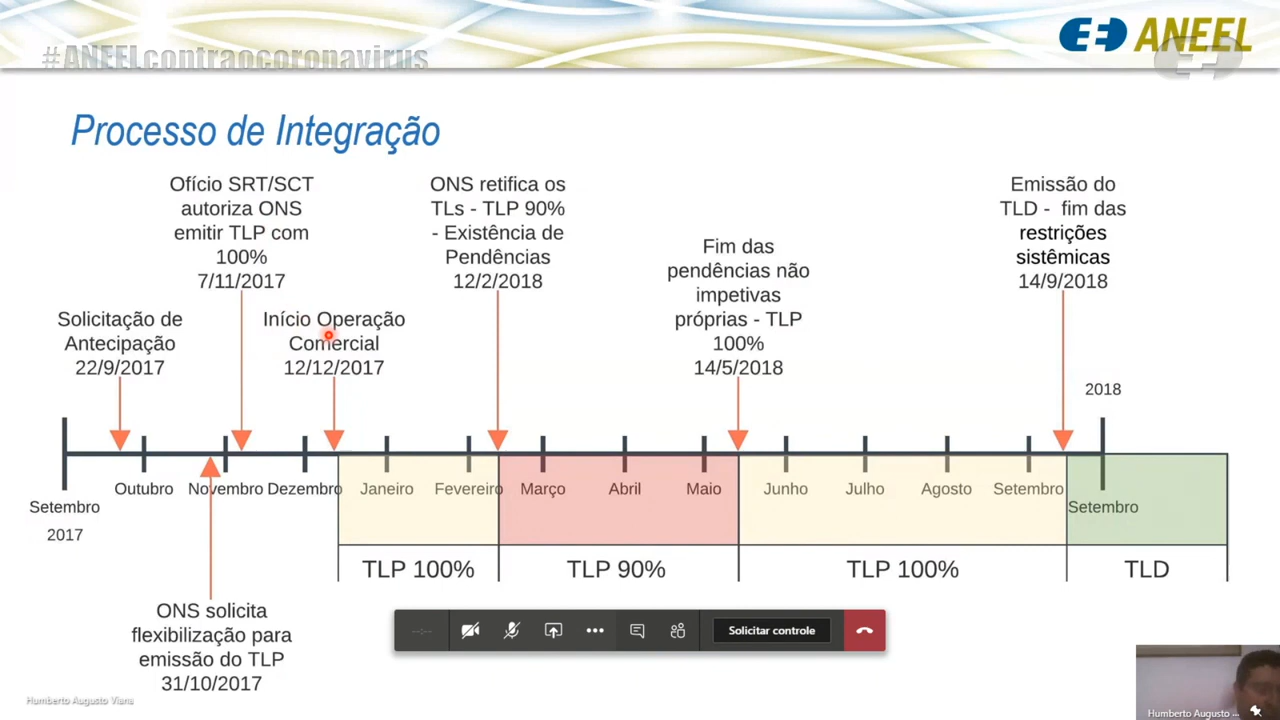 #ANEELcontraocoronavirus
ANEEL
Processo de Integração
Ofício SRT/SCT
autoriza ONS
emitir TLP com
100%
7/11/2017
ONS retifica os
TLs - TLP 90%
- Existência de
Pendências
12/2/2018
Emissão do
TLD - fim das
restrições
sistêmicas
14/9/2018
Fim das
pendências não
impetivas
próprias - TLP
100%
14/5/2018
Solicitação de
Antecipação
22/9/2017
Início Operação
Comercial
12/12/2017
2018
Setembro
2017
Outubro
Novembro
Dezembro
Janeiro
Fevereiro
Março
Abril
Maio
Junho
Julho
Agosto
Setembro
Setembro
TLP 100%
TLP 90%
TLP 100%
TLD
ONS solicita
flexibilização para
emissão do TLP
31/10/2017
--:--
Solicitar controle
Humberto Augusto Viana
Humberto Augusto ...